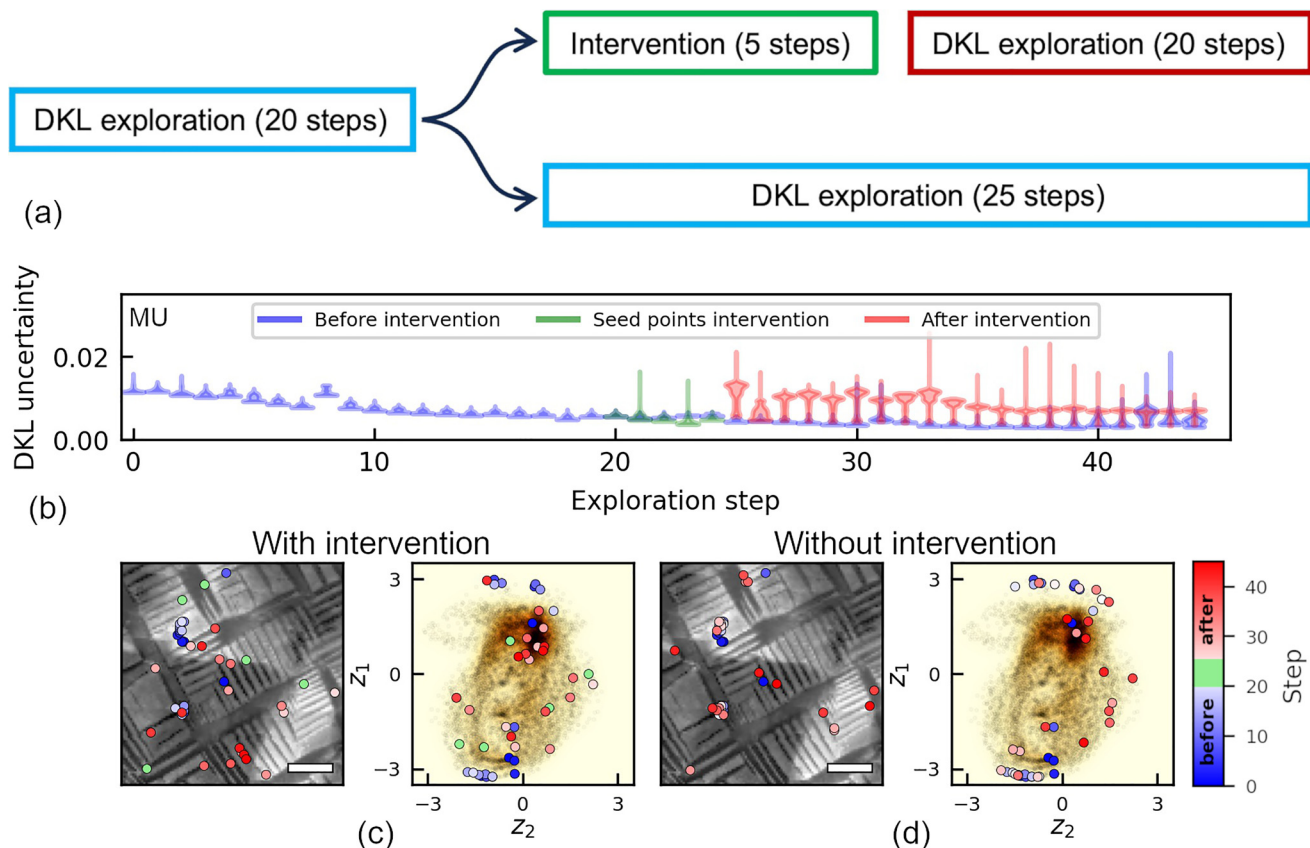 Intervention (5 steps)
DKL exploration (20 steps)
DKL exploration (20 steps)
DKL exploration (25 steps)
(a)
DKL uncertainty
0.02
0.00
MU
Before intervention
Seed points intervention
After intervention
0
10
20
30
40
Exploration step
(b)
With intervention
Without intervention
z1
3
0
−3
−3
0
3
z2
(c)
z1
3
0
−3
−3
0
3
z2
(d)
before
after
40
30
20
10
0
Step